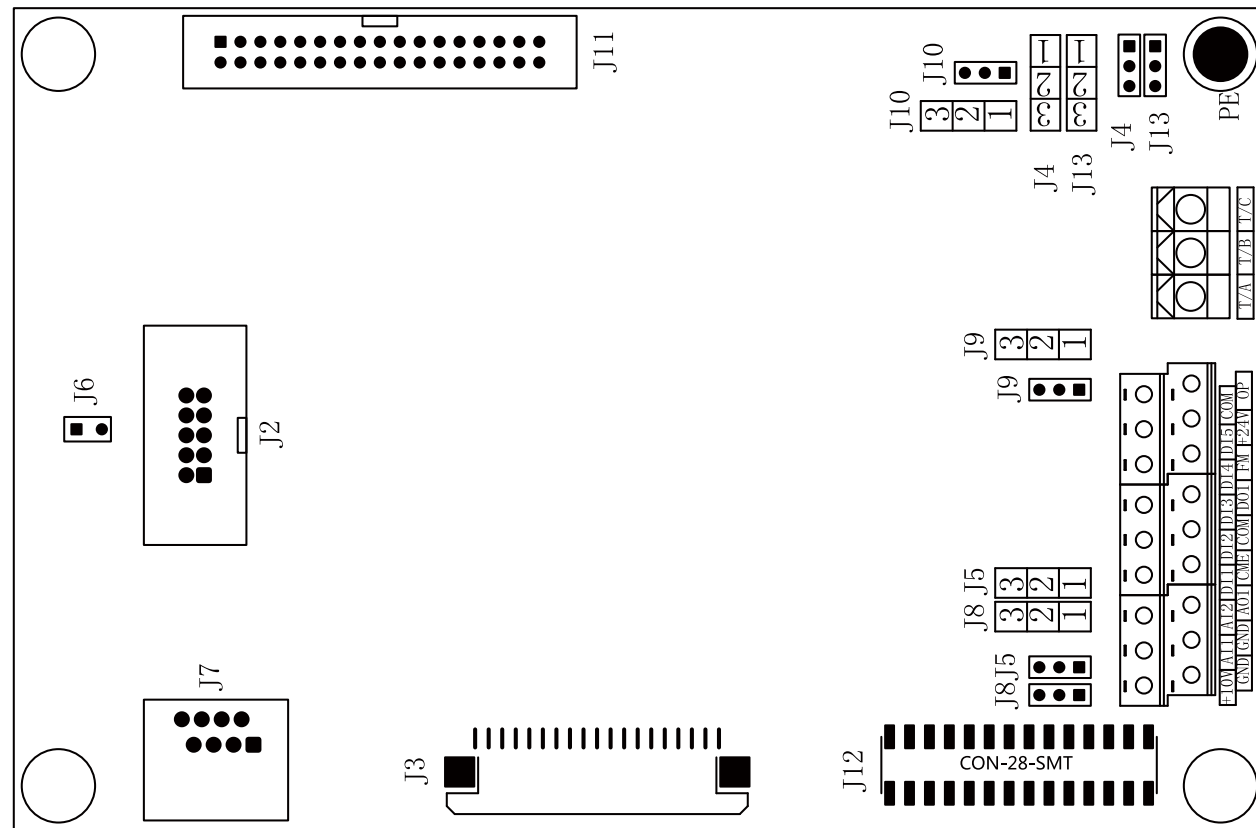 J11
J10
J10
3 2 1
1 2 3
1 2 3
J4
J13
J4
J13
PE
T/A T/B T/C
J9
3 2 1
J9
J6
J2
+10V AI1 AI2 DI1 DI2 DI3 DI4 DI5 COM
GND GND AO1 CME COM DO1 FM +24V OP
J5
3 2 1
J8
3 2 1
J5
J8
J7
J3
J12
CON-28-SMT